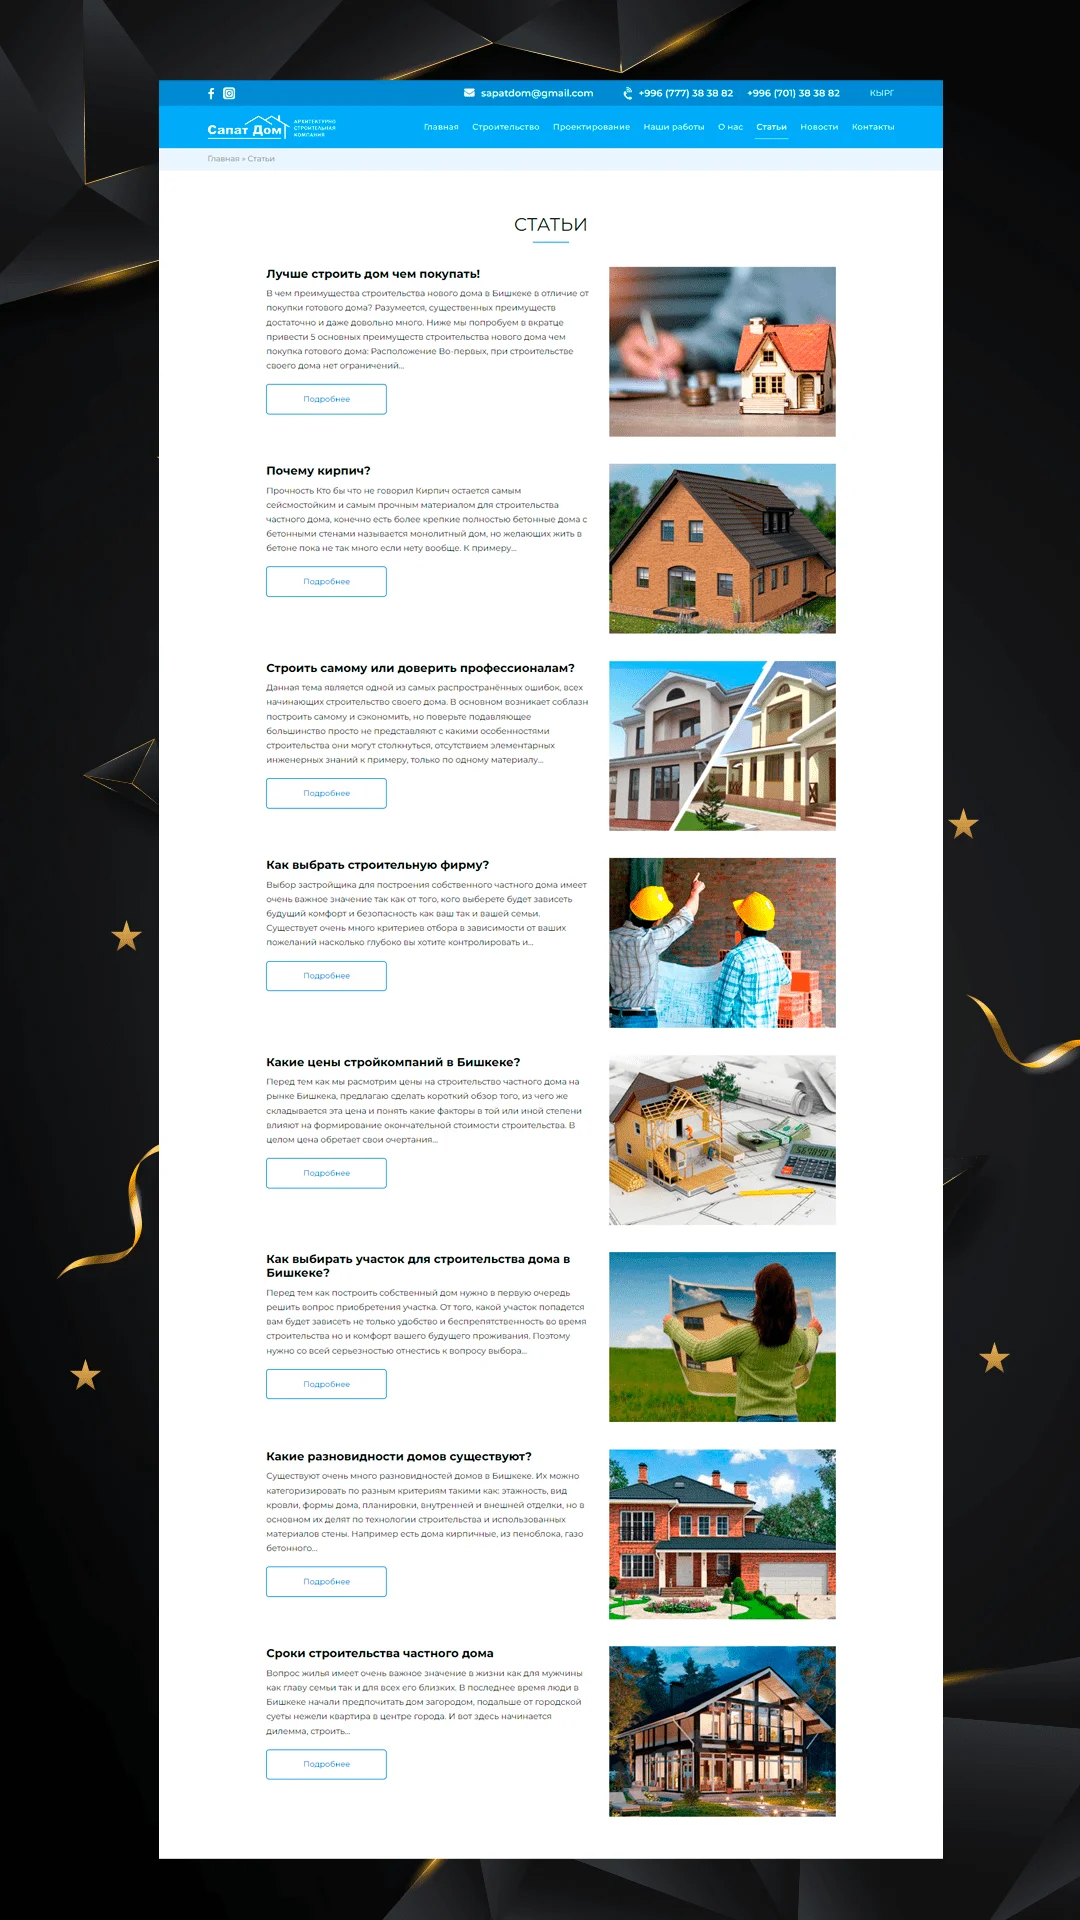 sapatdom@gmail.com +996 (777) 38 38 82 +996 (701) 38 38 82 КЫРГ
Сапат Дом
АРХИТЕКТУРНО
СТРОИТЕЛЬНАЯ
КОМПАНИЯ
Главная Строительство Проектирование Наши работы О нас Статьи Новости Контакты
Главная » Статьи
СТАТЬИ
Лучше строить дом чем покупать!
В чем преимущества строительства нового дома в Бишкеке в отличие от
покупки готового дома? Разумеется, существенных преимуществ
достаточно и даже довольно много. Ниже мы попробуем в вкратце
привести 5 основных преимуществ строительства нового дома чем
покупка готового дома: Расположение Во-первых, при строительстве
своего дома нет ограничений...
Подробнее
Почему кирпич?
Прочность Кто бы что не говорил Кирпич остается самым
сейсмостойким и самым прочным материалом для строительства
частного дома, конечно есть более крепкие полностью бетонные дома с
бетонными стенами называется монолитный дом, но желающих жить в
бетоне пока не так много если нету вообще. К примеру...
Подробнее
Строить самому или доверить профессионалам?
Данная тема является одной из самых распространённых ошибок, всех
начинающих строительство своего дома. В основном возникает соблазн
построить самому и сэкономить, но поверьте подавляющее
большинство просто не представляют с какими особенностями
строительства они могут столкнуться, отсутствием элементарных
инженерных знаний к примеру, только по одному материалу...
Подробнее
Как выбрать строительную фирму?
Выбор застройщика для построения собственного частного дома имеет
очень важное значение так как от того, кого выберете будет зависеть
будущий комфорт и безопасность как ваш так и вашей семьи.
Существует очень много критериев отбора в зависимости от ваших
пожеланий насколько глубоко вы хотите контролировать и...
Подробнее
Какие цены стройкомпаний в Бишкеке?
Перед тем как мы расмотрим цены на строительство частного дома на
рынке Бишкека, предлагаю сделать короткий обзор того, из чего же
складывается эта цена и понять какие факторы в той или иной степени
влияют на формирование окончательной стоимости строительства. В
целом цена обретает свои очертания...
Подробнее
Как выбирать участок для строительства дома в
Бишкеке?
Перед тем как построить собственный дом нужно в первую очередь
решить вопрос приобретения участка. От того, какой участок попадется
вам будет зависеть не только удобство и беспрепятственность во время
строительства но и комфорт вашего будущего проживания. Поэтому
нужно со всей серьезностью отнестись к вопросу выбора...
Подробнее
Какие разновидности домов существуют?
Существуют очень много разновидностей домов в Бишкеке. Их можно
категоризировать по разным критериям такими как: этажность, вид
кровли, формы дома, планировки, внутренней и внешней отделки, но в
основном их делят по технологии строительства и использованных
материалов стены. Например есть дома кирпичные, из пеноблока, газо
бетонного...
Подробнее
Сроки строительства частного дома
Вопрос жилья имеет очень важное значение в жизни как для мужчины
как главу семьи так и для всех его близких. В последнее время люди в
Бишкеке начали предпочитать дом загородом, подальше от городской
суеты нежели квартира в центре города. И вот здесь начинается
дилемма, строить...
Подробнее